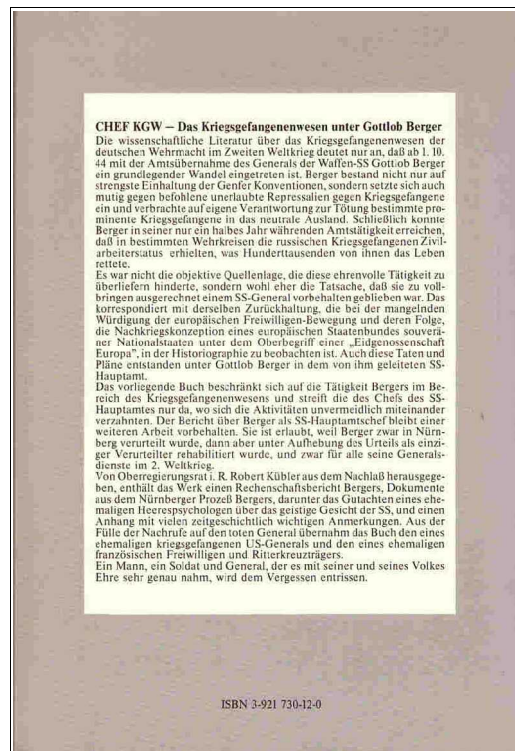 CHEF KGW – Das Kriegsgefangenenwesen unter Gottlob Berger
Die wissenschaftliche Literatur über das Kriegsgefangenenwesen der
deutschen Wehrmacht im Zweiten Weltkrieg deutet nur an, daß ab 1. 10.
44 mit der Amtsübernahme des Generals der Waffen-SS Gottlob Berger
ein grundlegender Wandel eingetreten ist. Berger bestand nicht nur auf
strengste Einhaltung der Genfer Konventionen, sondern setzte sich auch
mutig gegen befohlene unerlaubte Repressalien gegen Kriegsgefangene
ein und verbrachte auf eigene Verantwortung zur Tötung bestimmte pro-
minente Kriegsgefangene in das neutrale Ausland. Schließlich konnte
Berger in seiner nur ein halbes Jahr währenden Amtstätigkeit erreichen,
daß in bestimmten Wehrkreisen die russischen Kriegsgefangenen Zivil-
arbeiterstatus erhielten, was Hunderttausenden von ihnen das Leben
rettete.
Es war nicht die objektive Quellenlage, die diese ehrenvolle Tätigkeit zu
überliefern hinderte, sondern wohl eher die Tatsache, daß sie zu voll-
bringen ausgerechnet einem SS-General vorbehalten geblieben war. Das
korrespondiert mit derselben Zurückhaltung, die bei der mangelnden
Würdigung der europäischen Freiwilligen-Bewegung und deren Folge,
die Nachkriegskonzeption eines europäischen Staatenbundes souverä-
ner Nationalstaaten unter dem Oberbegriff einer „Eidgenossenschaft
Europa", in der Historiographie zu beobachten ist. Auch diese Taten und
Pläne entstanden unter Gottlob Berger in dem von ihm geleiteten SS-
Hauptamt.
Das vorliegende Buch beschränkt sich auf die Tätigkeit Bergers im Be-
reich des Kriegsgefangenenwesens und streift die des Chefs des SS-
Hauptamtes nur da, wo sich die Aktivitäten unvermeidlich miteinander
verzahnten. Der Bericht über Berger als SS-Hauptamtschef bleibt einer
weiteren Arbeit vorbehalten. Sie ist erlaubt, weil Berger zwar in Nürn-
berg verurteilt wurde, dann aber unter Aufhebung des Urteils als einzi-
ger Verurteilter rehabilitiert wurde, und zwar für alle seine Generals-
dienste im 2. Weltkrieg.
Von Oberregierungsrat i. R. Robert Kübler aus dem Nachlaß herausgege-
ben, enthält das Werk einen Rechenschaftsbericht Bergers, Dokumente
aus dem Nürnberger Prozeß Bergers, darunter das Gutachten eines ehe-
maligen Heerespsychologen über das geistige Gesicht der SS, und einen
Anhang mit vielen zeitgeschichtlich wichtigen Anmerkungen. Aus der
Fülle der Nachrufe auf den toten General übernahm das Buch den eines
ehemaligen kriegsgefangenen US-Generals und den eines ehemaligen
französischen Freiwilligen und Ritterkreuzträgers.
Ein Mann, ein Soldat und General, der es mit seiner und seines Volkes
Ehre sehr genau nahm, wird dem Vergessen entrissen.
ISBN 3-921 730-12-0